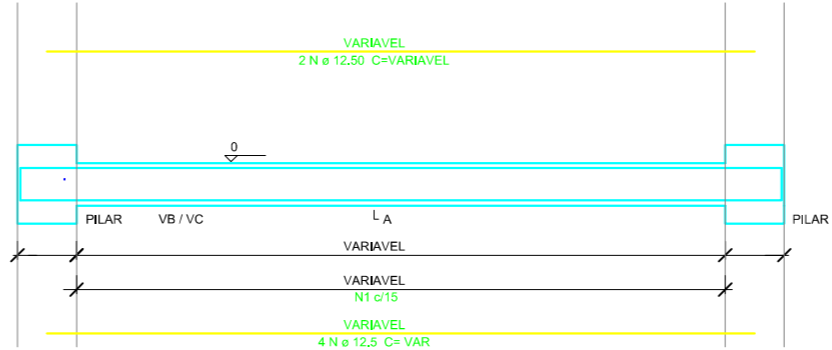 VARIAVEL
2 N ø 12,50 C=VARIAVEL
0
PILAR VB / VC A PILAR
VARIAVEL
VARIAVEL
N1 c/15
VARIAVEL
4 N ø 12,5 C= VAR